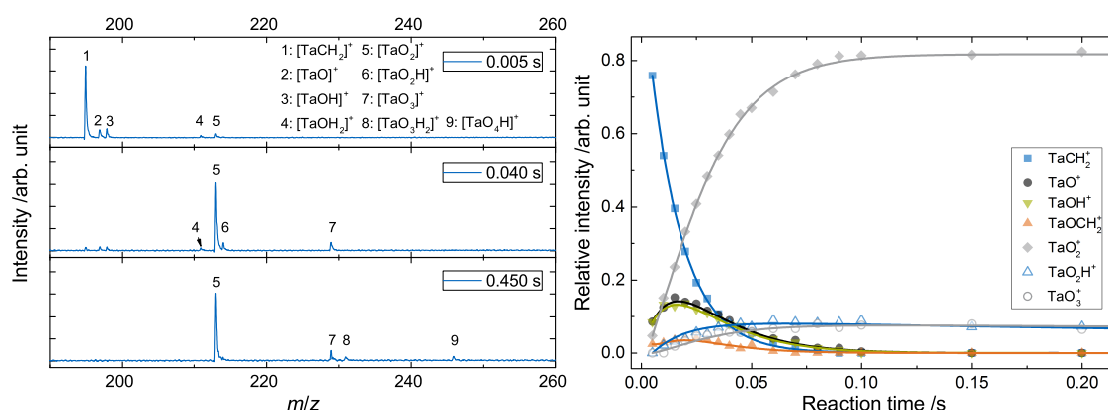 190 200 220 240 260
1: [TaCH2]+ 5: [TaO2]+
2: [TaO]+ 6: [TaO2H]+
3: [TaOH]+ 7: [TaO3]+
4: [TaOH2]+ 8: [TaO3H2]+ 9: [TaO4H]+
0.005 s
1
2 3 4 5
0.040 s
5
4 6 7
0.450 s
5
7 8 9
190 200 220 240 260
m/z
Intensity /arb. unit
Relative intensity /arb. unit
0.8
0.6
0.4
0.2
0.0
TaCH2+
TaO+
TaOH+
TaOCH2+
TaO2+
TaO2H+
TaO3+
0.00 0.05 0.10 0.15 0.20
Reaction time /s